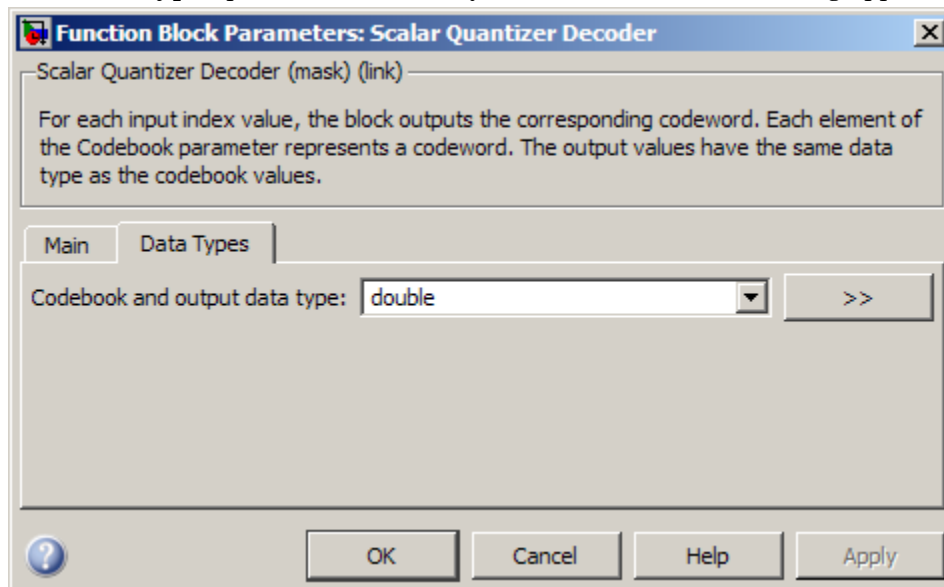 Function Block Parameters: Scalar Quantizer Decoder
Scalar Quantizer Decoder (mask) (link)
For each input index value, the block outputs the corresponding codeword. Each element of
the Codebook parameter represents a codeword. The output values have the same data
type as the codebook values.
Main Data Types
Codebook and output data type: double >>
OK Cancel Help Apply